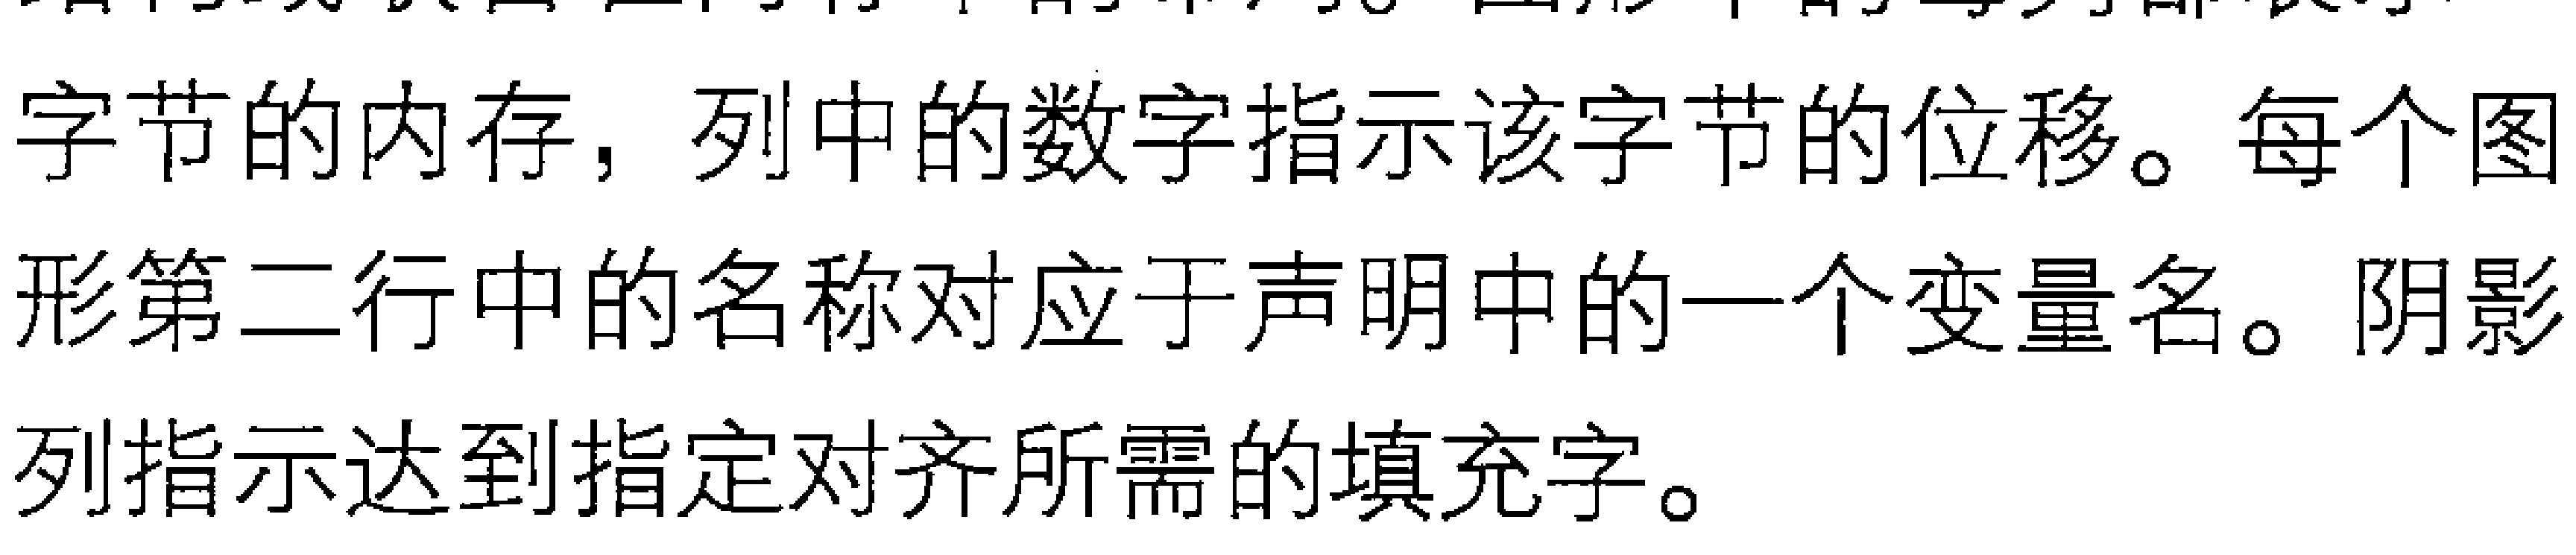 字节的内存，列中的数字指示该字节的位移。每个图
形第二行中的名称对应于声明中的一个变量名。阴影
列指示达到指定对齐所需的填充字。